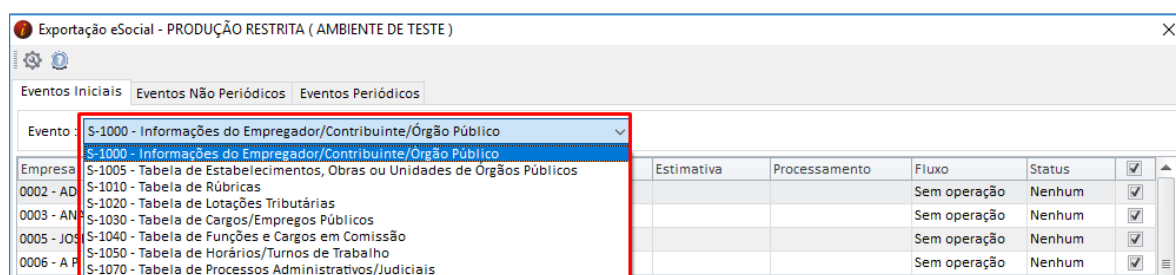 Exportação eSocial - PRODUÇÃO RESTRITA ( AMBIENTE DE TESTE )
Eventos Iniciais Eventos Não Periódicos Eventos Periódicos
Evento : S-1000 - Informações do Empregador/Contribuinte/Órgão Público
S-1000 - Informações do Empregador/Contribuinte/Órgão Público
Empresa S-1005 - Tabela de Estabelecimentos, Obras ou Unidades de Órgãos Públicos Estimativa Processamento Fluxo Status
S-1010 - Tabela de Rúbricas
0002 - AD S-1020 - Tabela de Lotações Tributárias Sem operação Nenhum
0003 - ANA S-1030 - Tabela de Cargos/Empregos Públicos Sem operação Nenhum
0005 - JOS S-1040 - Tabela de Funções e Cargos em Comissão Sem operação Nenhum
S-1050 - Tabela de Horários/Turnos de Trabalho
0006 - A P S-1070 - Tabela de Processos Administrativos/Judiciais Sem operação Nenhum